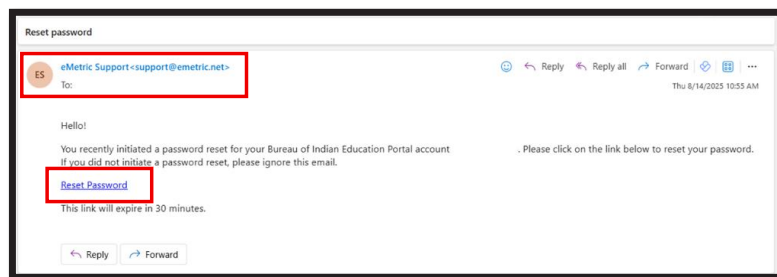 Reset password
ES
eMetric Support<support@emetric.net>
Reply
Reply all
Forward
To:
Thu 8/14/2025 10:55 AM
Hello!
You recently initiated a password reset for your Bureau of Indian Education Portal account . Please click on the link below to reset your password.
If you did not initiate a password reset, please ignore this email.
Reset Password
This link will expire in 30 minutes.
Reply
Forward